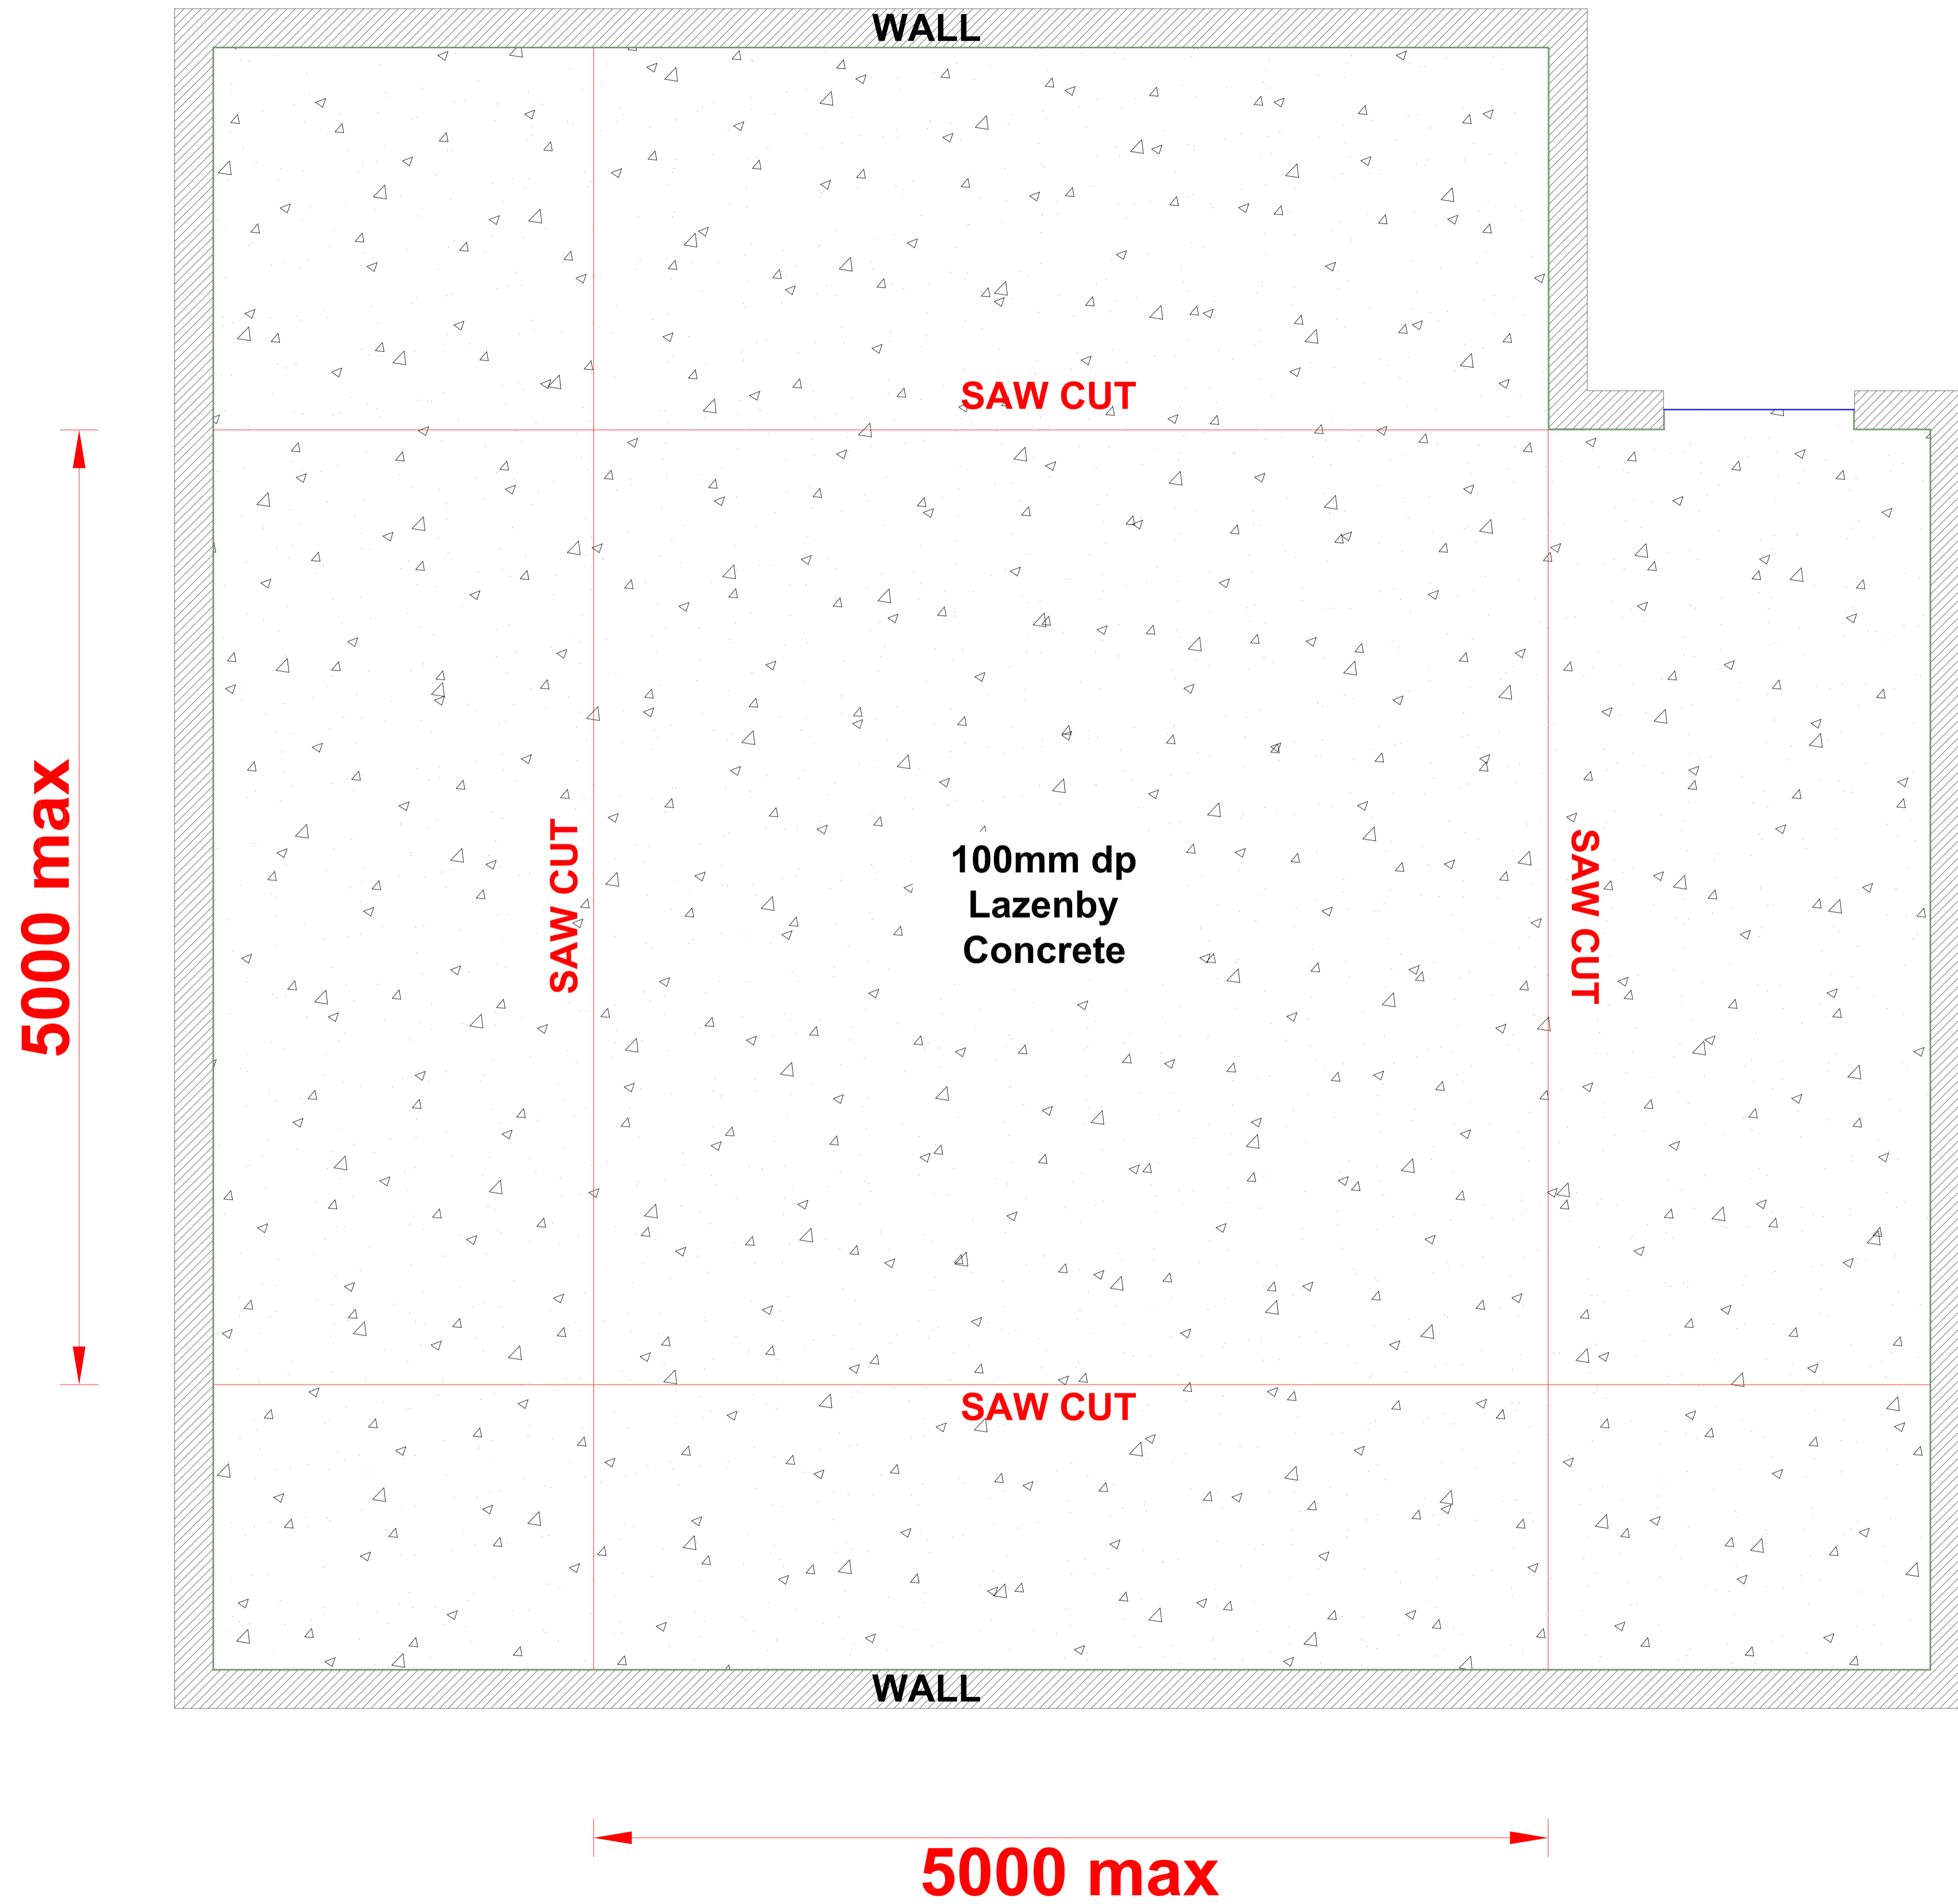 WALL
SAW CUT
5000 max
SAW CUT
100mm dp
Lazenby
Concrete
SAW CUT
SAW CUT
WALL
5000 max